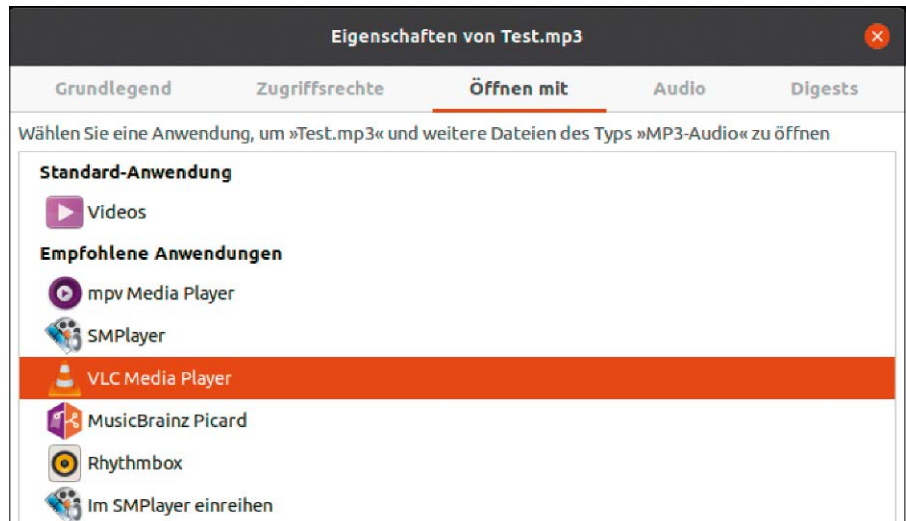 Eigenschaften von Test.mp3
Grundlegend Zugriffsrechte Öffnen mit Audio Digests
Wählen Sie eine Anwendung, um »Test.mp3« und weitere Dateien des Typs »MP3-Audio« zu öffnen
Standard-Anwendung
Videos
Empfohlene Anwendungen
mpv Media Player
SMPlayer
VLC Media Player
MusicBrainz Picard
Rhythmbox
Im SMPlayer einreihen